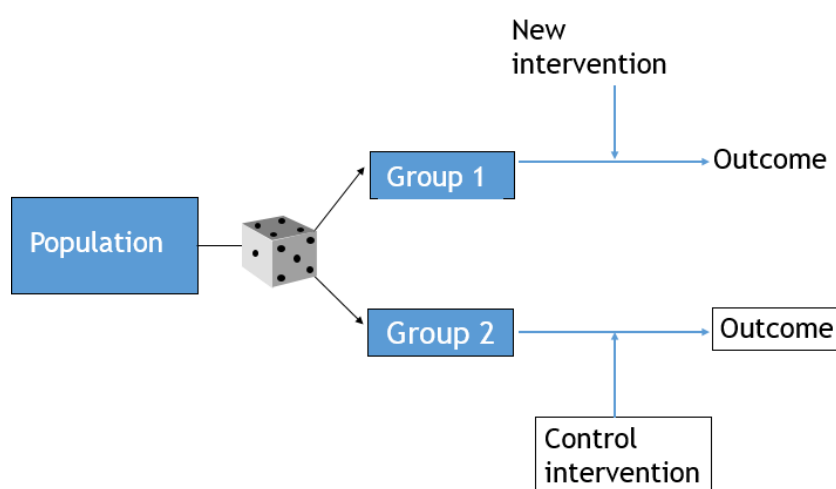 New
intervention
Group 1
Outcome
Population
Group 2
Outcome
Control
intervention